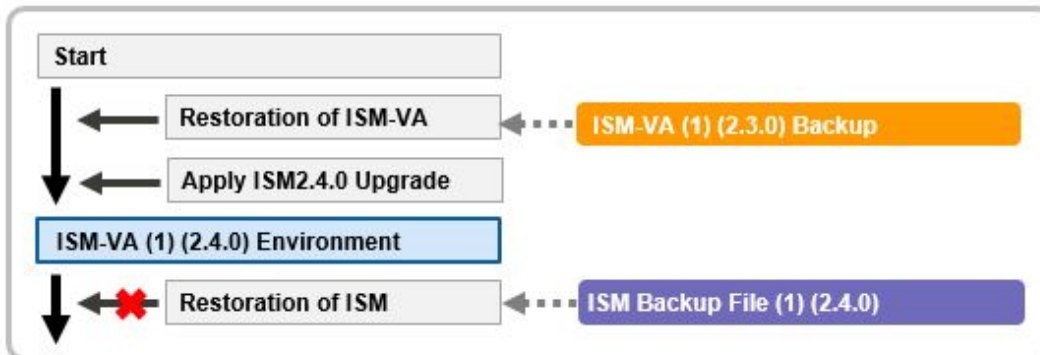 Start
Restoration of ISM-VA
ISM-VA (1) (2.3.0) Backup
Apply ISM2.4.0 Upgrade
ISM-VA (1) (2.4.0) Environment
Restoration of ISM
ISM Backup File (1) (2.4.0)